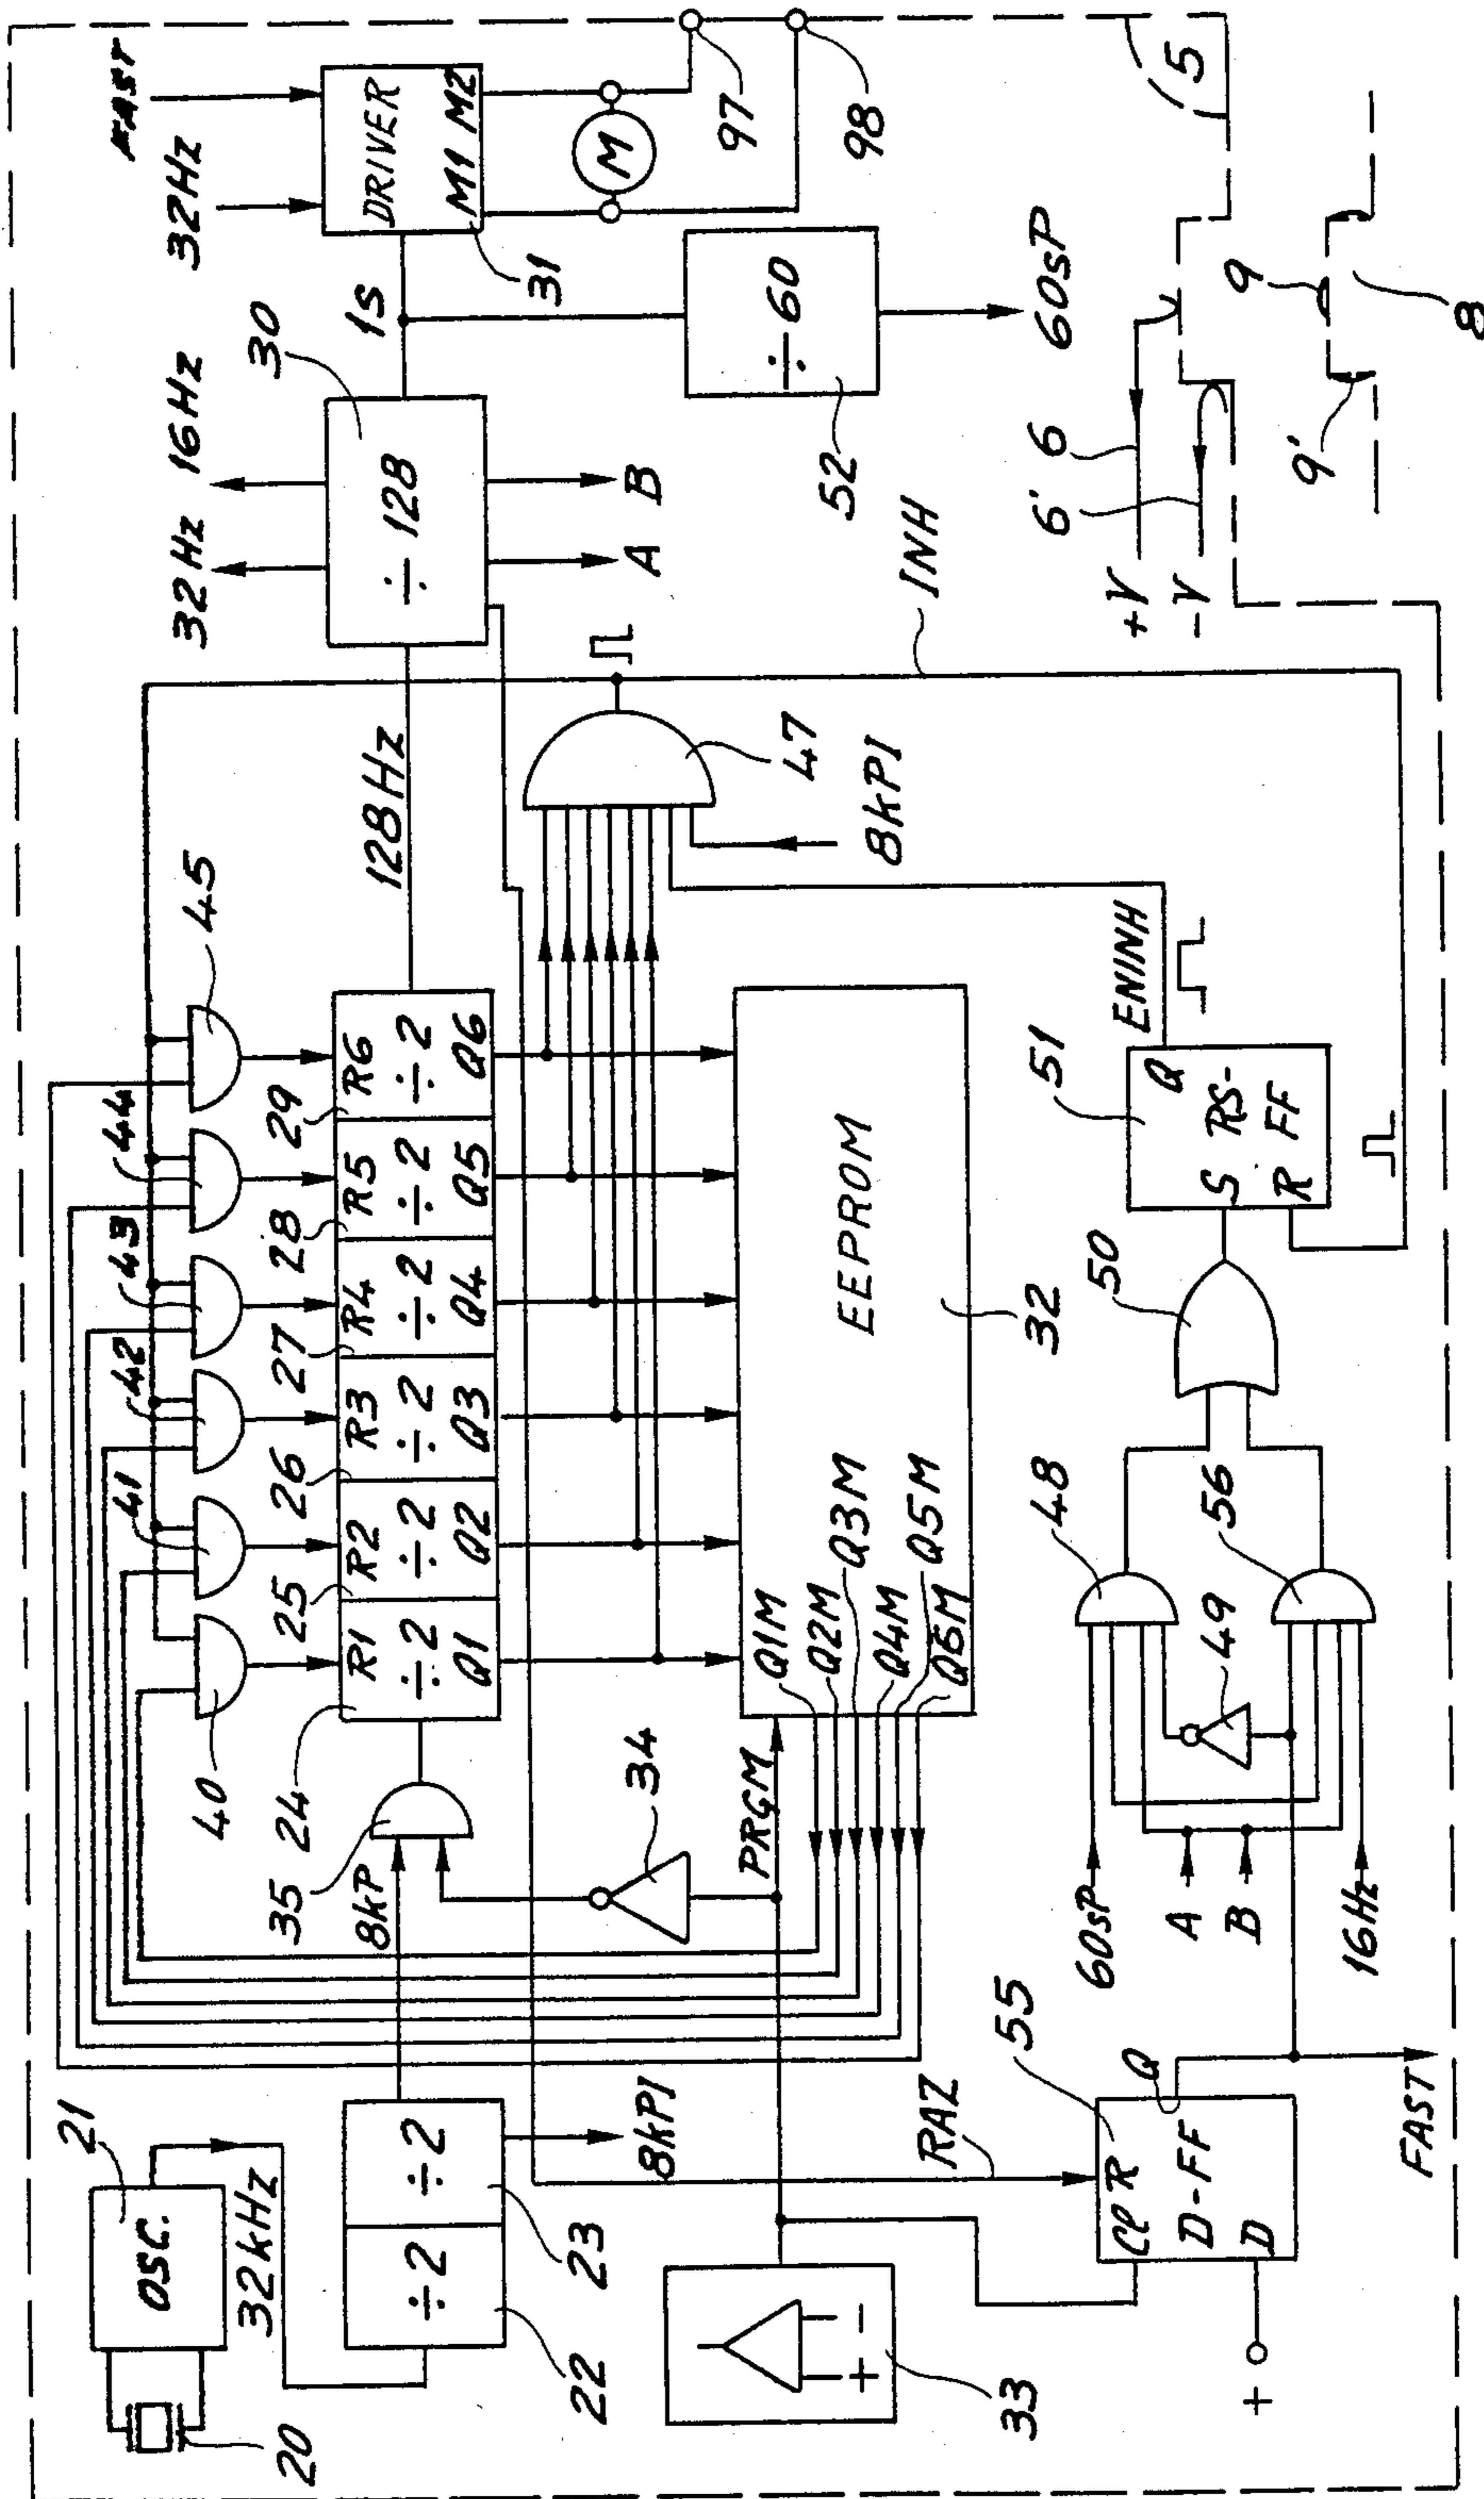 20
OSC.
21
32kHz
÷2
÷2
22
23
8kPI
8kP
35
24
34
40
41
42
43
44
45
25
26
27
28
29
R1 R2 R3 R4 R5 R6
÷2 ÷2 ÷2 ÷2 ÷2 ÷2
Q1 Q2 Q3 Q4 Q5 Q6
128Hz
32Hz 16Hz
÷128
30
A B
1s
32Hz FAST
DRIVER
M1 M2
31
M
97
98
÷60
52
60sP
47
8kPI
INH
EEPROM
32
Q1M
Q2M
Q3M
Q4M
Q5M
Q6M
PRGM
+ -
33
RAZ
55
Cl R
D-FF
D
Q
+
FAST
60sP
A
B
16Hz
48
49
56
50
51
S Q
RS-
R FF
ENINH
+V
-V
6' 6
9' 9
8
(5